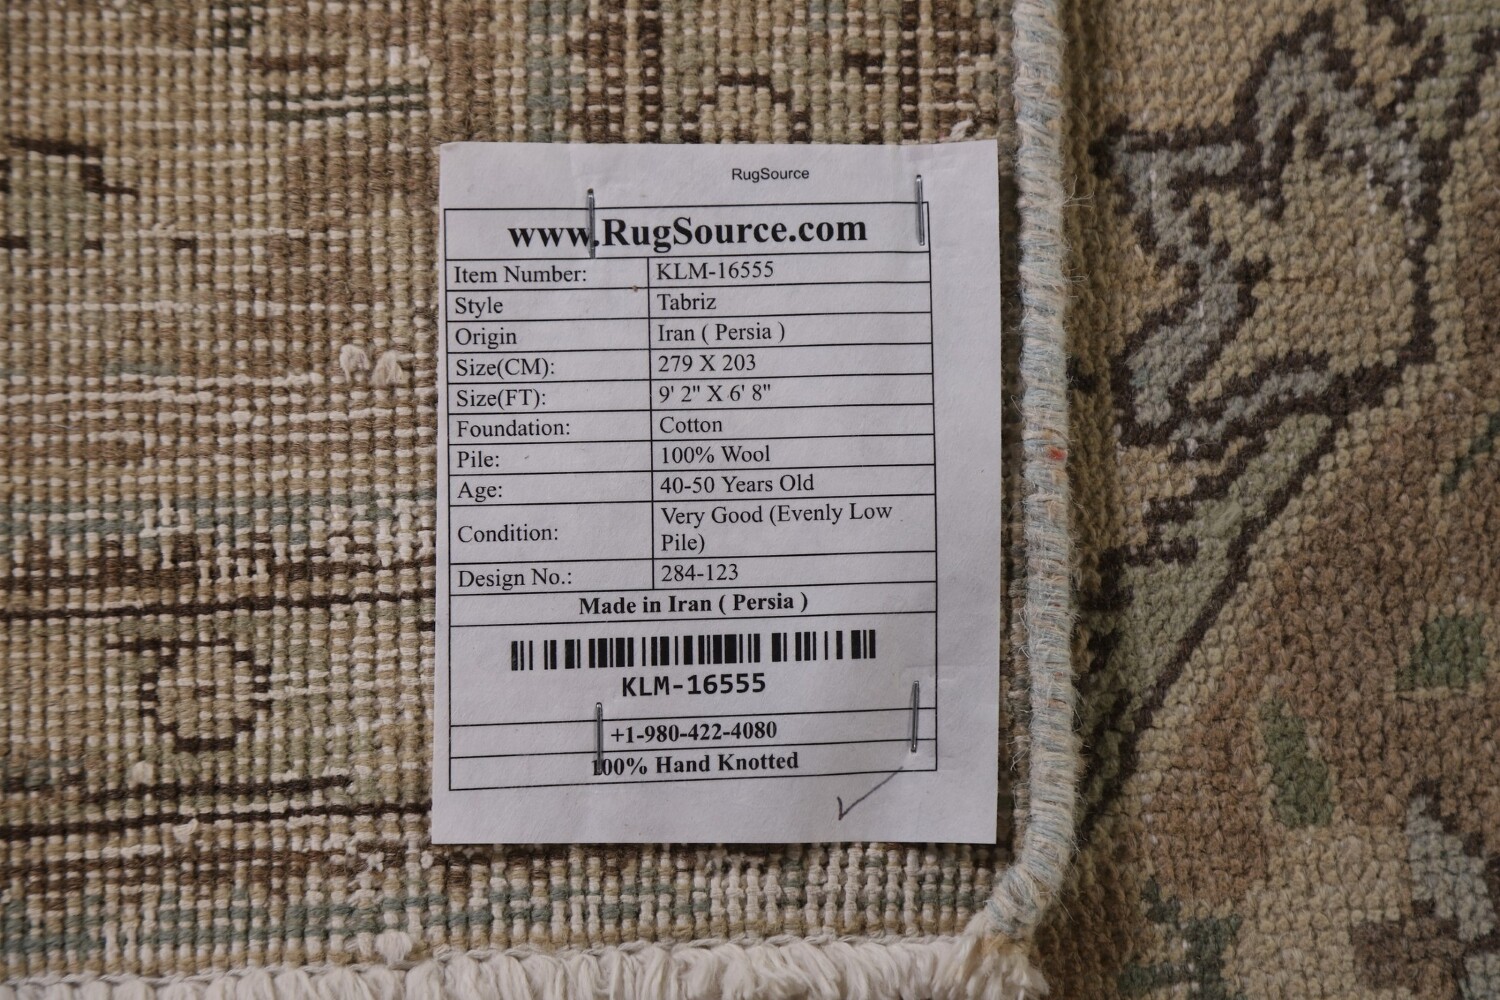 RugSource
www.RugSource.com
Item Number: KLM-16555
Style Tabriz
Origin Iran ( Persia )
Size(CM): 279 X 203
Size(FT): 9' 2" X 6' 8"
Foundation: Cotton
Pile: 100% Wool
Age: 40-50 Years Old
Condition: Very Good (Evenly Low
Pile)
Design No.: 284-123
Made in Iran ( Persia )
KLM-16555
+1-980-422-4080
100% Hand Knotted